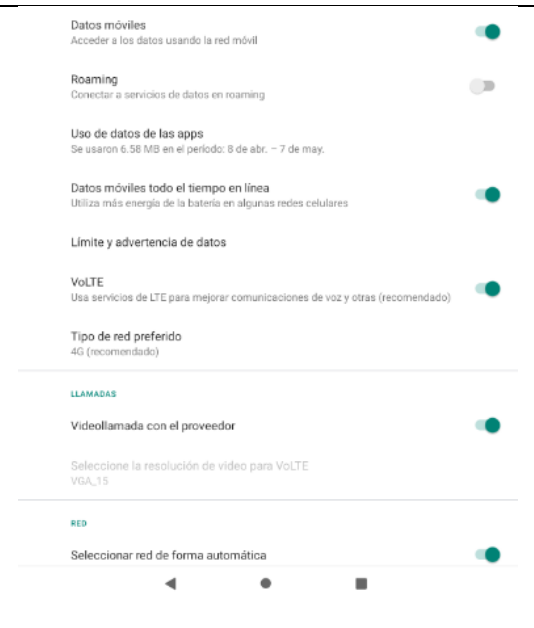 Datos móviles
Acceder a los datos usando la red móvil
Roaming
Conectar a servicios de datos en roaming
Uso de datos de las apps
Se usaron 6.58 MB en el período: 8 de abr. – 7 de may.
Datos móviles todo el tiempo en línea
Utiliza más energía de la batería en algunas redes celulares
Límite y advertencia de datos
VoLTE
Usa servicios de LTE para mejorar comunicaciones de voz y otras (recomendado)
Tipo de red preferido
4G (recomendado)
LLAMADAS
Videollamada con el proveedor
Seleccione la resolución de video para VoLTE
VGA_15
RED
Seleccionar red de forma automática